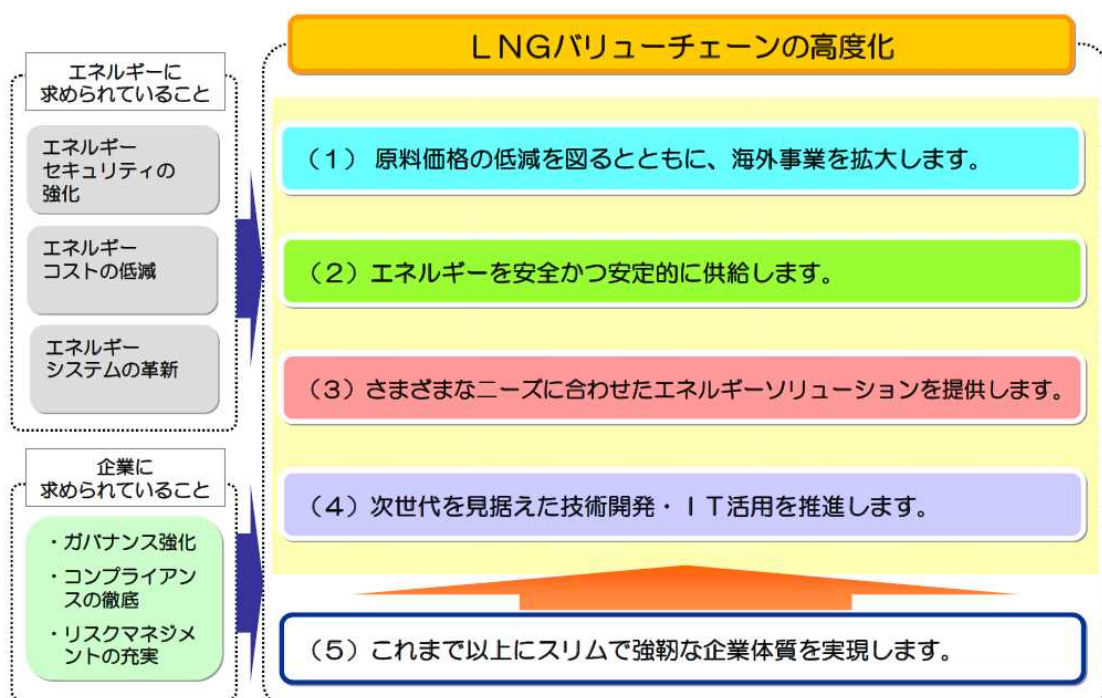 LNGバリューチェーンの高度化
エネルギーに
求められていること
エネルギー
セキュリティの
強化
エネルギー
コストの低減
エネルギー
システムの革新
企業に
求められていること
・ガバナンス強化
・コンプライアン
スの徹底
・リスクマネジメ
ントの充実
(1) 原料価格の低減を図るとともに、海外事業を拡大します。
(2)エネルギーを安全かつ安定的に供給します。
(3)さまざまなニーズに合わせたエネルギーソリューションを提供します。
(4)次世代を見据えた技術開発・IT活用を推進します。
(5)これまで以上にスリムで強靭な企業体質を実現します。